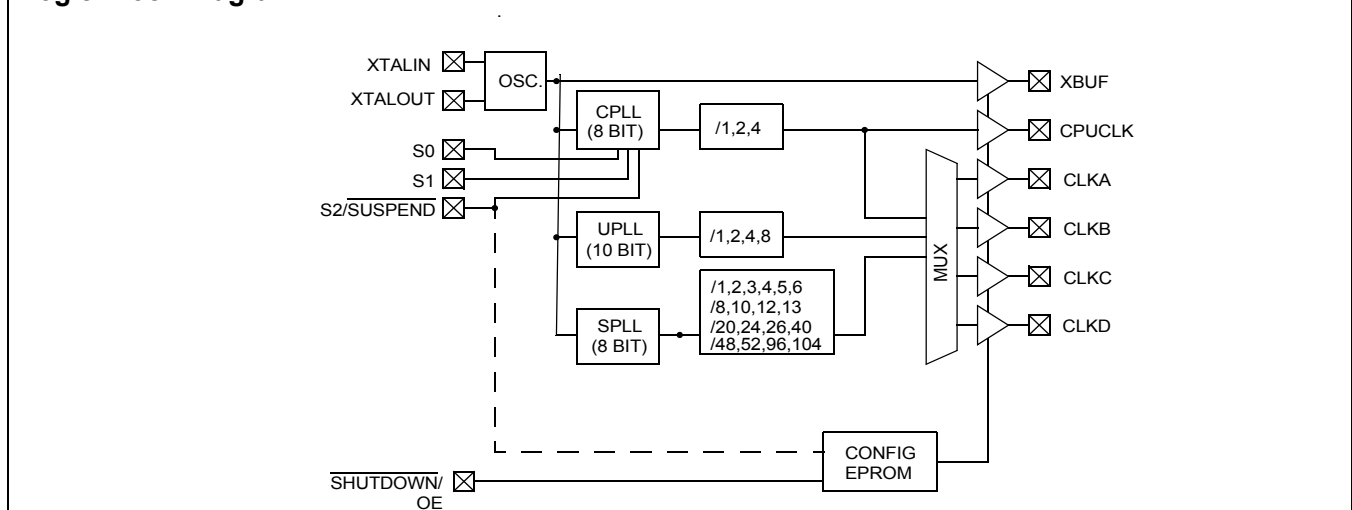 XTALIN
XTALOUT
OSC.
S0
S1
S2/SUSPEND
CPLL
(8 BIT)
/1,2,4
UPLL
(10 BIT)
/1,2,4,8
SPLL
(8 BIT)
/1,2,3,4,5,6
/8,10,12,13
/20,24,26,40
/48,52,96,104
MUX
XBUF
CPUCLK
CLKA
CLKB
CLKC
CLKD
CONFIG
EPROM
SHUTDOWN/
OE